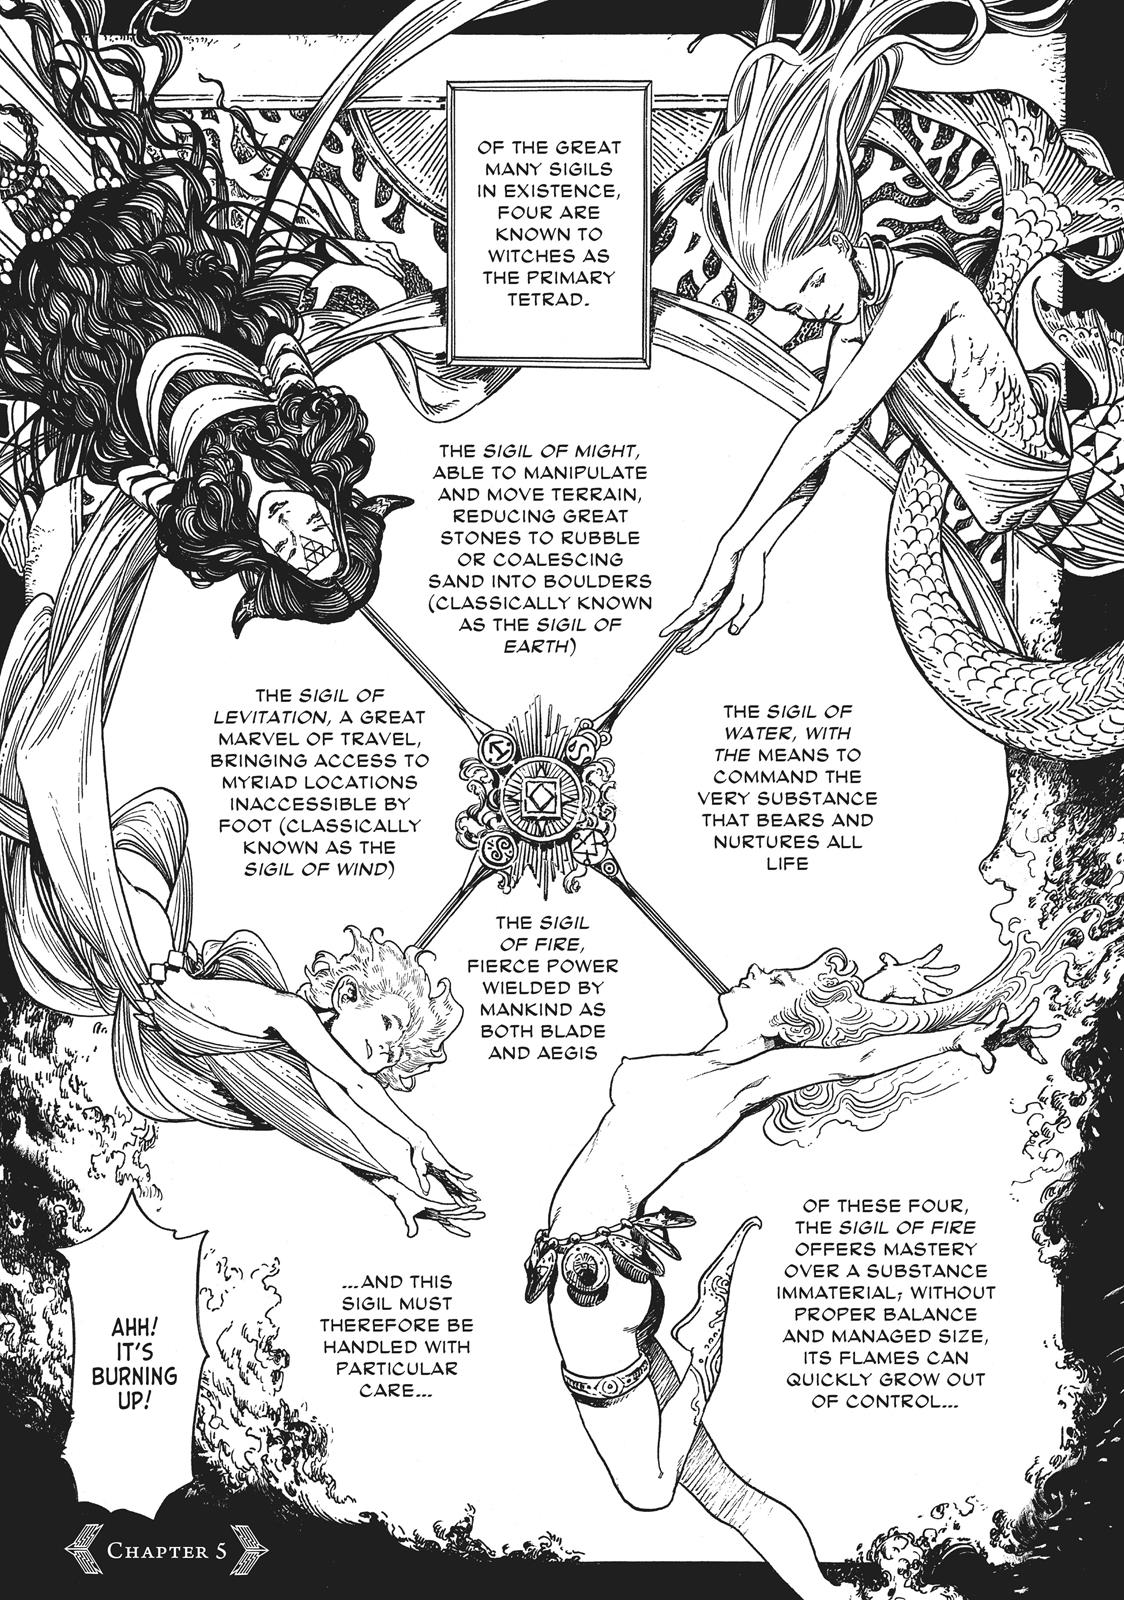 OF THE GREAT
MANY SIGILS
IN EXISTENCE,
FOUR ARE
KNOWN TO
WITCHES AS
THE PRIMARY
TETRAD.
THE SIGIL OF MIGHT,
ABLE TO MANIPULATE
AND MOVE TERRAIN,
REDUCING GREAT
STONES TO RUBBLE
OR COALESCING
SAND INTO BOULDERS
(CLASSICALLY KNOWN
AS THE SIGIL OF
EARTH)
THE SIGIL OF
LEVITATION, A GREAT
MARVEL OF TRAVEL,
BRINGING ACCESS TO
MYRIAD LOCATIONS
INACCESSIBLE BY
FOOT (CLASSICALLY
KNOWN AS THE
SIGIL OF WIND)
THE SIGIL OF
WATER, WITH
THE MEANS TO
COMMAND THE
VERY SUBSTANCE
THAT BEARS AND
NURTURES ALL
LIFE
THE SIGIL
OF FIRE,
FIERCE POWER
WIELDED BY
MANKIND AS
BOTH BLADE
AND AEGIS
OF THESE FOUR,
THE SIGIL OF FIRE
OFFERS MASTERY
OVER A SUBSTANCE
IMMATERIAL; WITHOUT
PROPER BALANCE
AND MANAGED SIZE,
ITS FLAMES CAN
QUICKLY GROW OUT
OF CONTROL...
...AND THIS
SIGIL MUST
THEREFORE BE
HANDLED WITH
PARTICULAR
CARE...
AHH!
IT'S
BURNING
UP!
CHAPTER 5